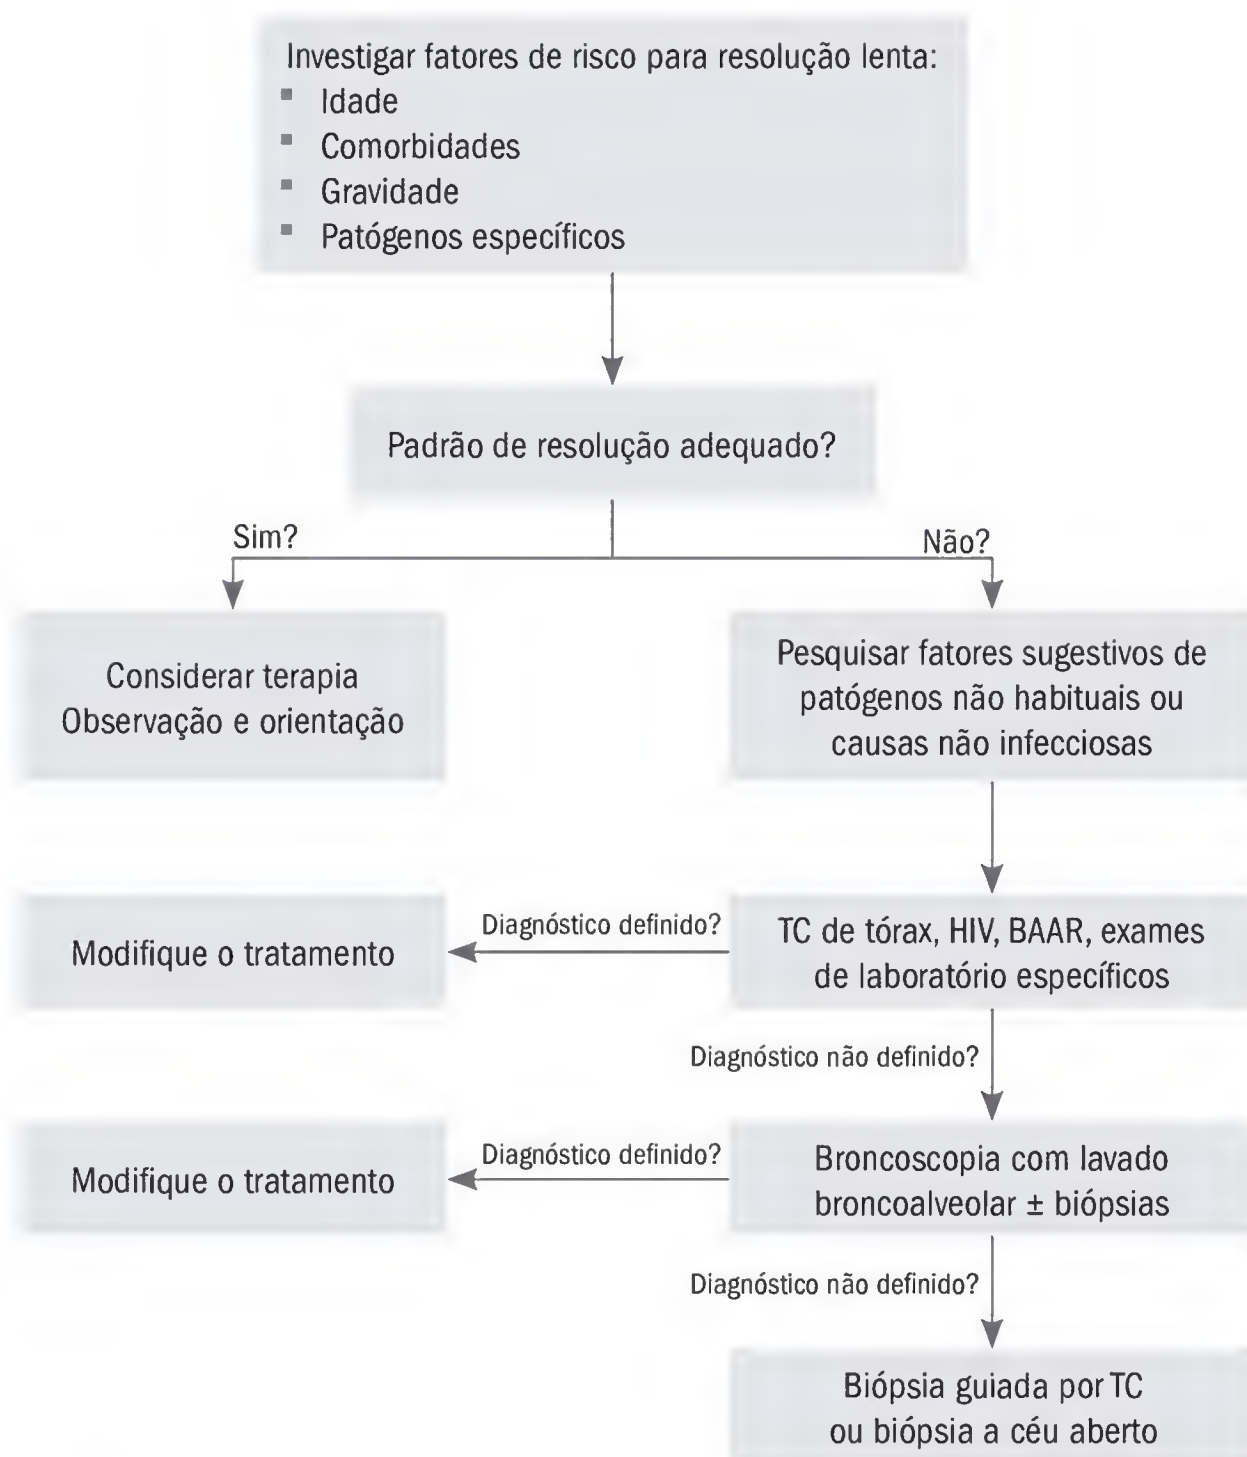 Investigar fatores de risco para resolução lenta:
▪ Idade
▪ Comorbidades
▪ Gravidade
▪ Patógenos específicos
Padrão de resolução adequado?
Sim?
Não?
Considerar terapia
Observação e orientação
Pesquisar fatores sugestivos de
patógenos não habituais ou
causas não infecciosas
Modifique o tratamento
Diagnóstico definido?
TC de tórax, HIV, BAAR, exames
de laboratório específicos
Diagnóstico não definido?
Modifique o tratamento
Diagnóstico definido?
Broncoscopia com lavado
broncoalveolar ± biópsias
Diagnóstico não definido?
Biópsia guiada por TC
ou biópsia a céu aberto